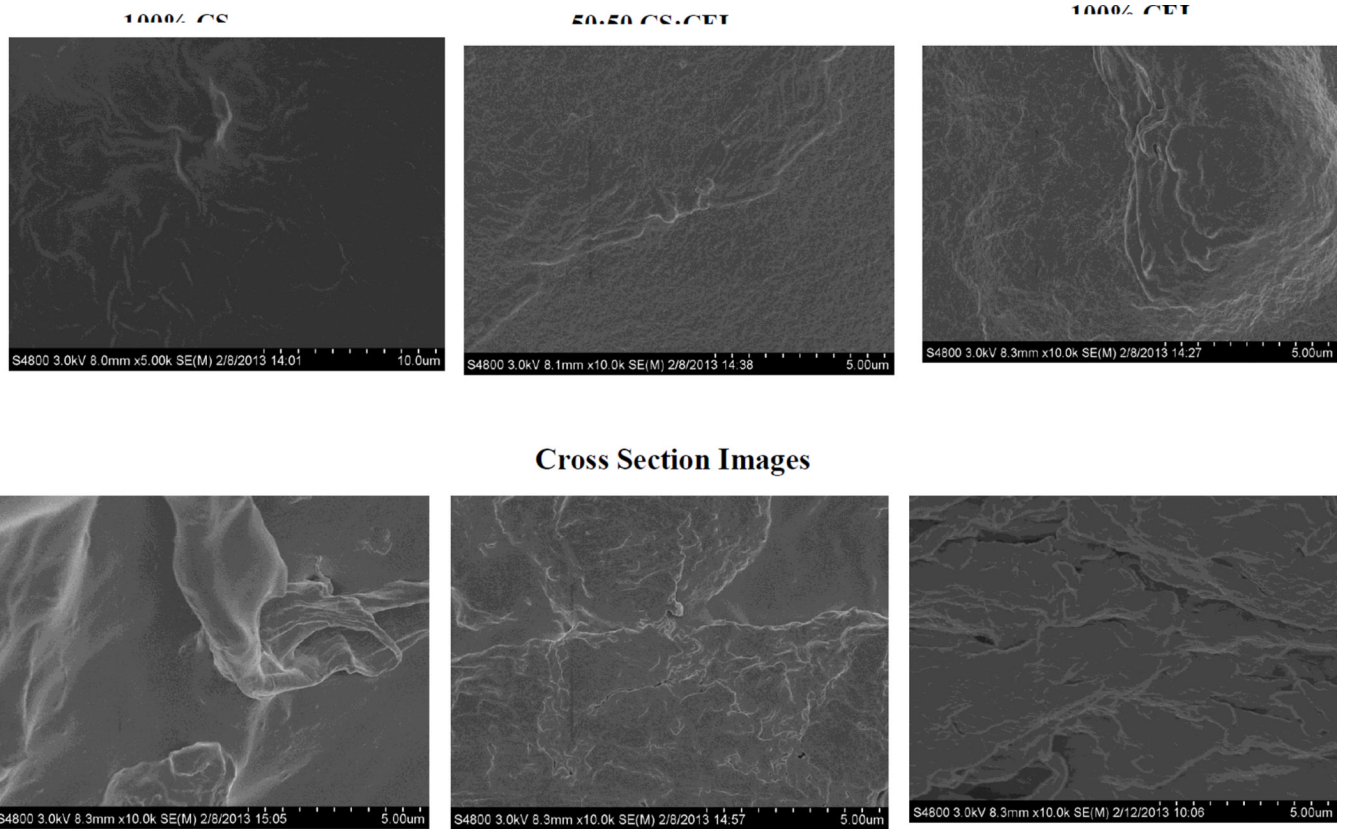 100% CS
50:50 CS:CEL
100% CEL
S4800 3.0kV 8.0mm x5.00k SE(M) 2/8/2013 14:01 10.0um
S4800 3.0kV 8.1mm x10.0k SE(M) 2/8/2013 14:38 5.00um
S4800 3.0kV 8.3mm x10.0k SE(M) 2/8/2013 14:27 5.00um
Cross Section Images
S4800 3.0kV 8.3mm x10.0k SE(M) 2/8/2013 15:05 5.00um
S4800 3.0kV 8.3mm x10.0k SE(M) 2/8/2013 14:57 5.00um
S4800 3.0kV 8.3mm x10.0k SE(M) 2/12/2013 10:06 5.00um